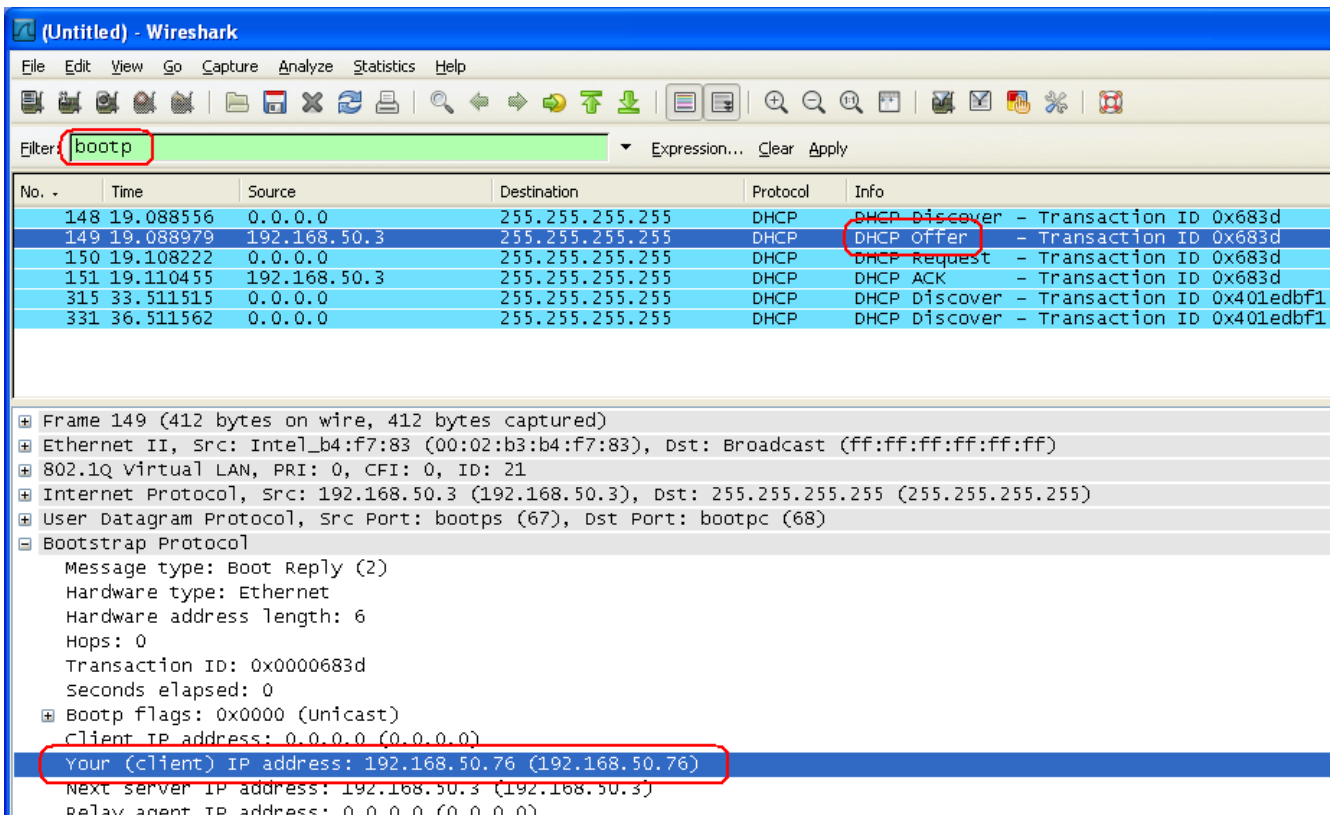 (Untitled) - Wireshark
File Edit View Go Capture Analyze Statistics Help
Filter: bootp Expression... Clear Apply
No. - Time Source Destination Protocol Info
148 19.088556 0.0.0.0 255.255.255.255 DHCP DHCP Discover - Transaction ID 0x683d
149 19.088979 192.168.50.3 255.255.255.255 DHCP DHCP Offer - Transaction ID 0x683d
150 19.108222 0.0.0.0 255.255.255.255 DHCP DHCP Request - Transaction ID 0x683d
151 19.110455 192.168.50.3 255.255.255.255 DHCP DHCP ACK - Transaction ID 0x683d
315 33.511515 0.0.0.0 255.255.255.255 DHCP DHCP Discover - Transaction ID 0x401edbf1
331 36.511562 0.0.0.0 255.255.255.255 DHCP DHCP Discover - Transaction ID 0x401edbf1
Frame 149 (412 bytes on wire, 412 bytes captured)
Ethernet II, Src: Intel_b4:f7:83 (00:02:b3:b4:f7:83), Dst: Broadcast (ff:ff:ff:ff:ff:ff)
802.1Q Virtual LAN, PRI: 0, CFI: 0, ID: 21
Internet Protocol, Src: 192.168.50.3 (192.168.50.3), Dst: 255.255.255.255 (255.255.255.255)
User Datagram Protocol, Src Port: bootps (67), Dst Port: bootpc (68)
Bootstrap Protocol
Message type: Boot Reply (2)
Hardware type: Ethernet
Hardware address length: 6
Hops: 0
Transaction ID: 0x0000683d
Seconds elapsed: 0
Bootp flags: 0x0000 (Unicast)
Client IP address: 0.0.0.0 (0.0.0.0)
Your (client) IP address: 192.168.50.76 (192.168.50.76)
Next server IP address: 192.168.50.3 (192.168.50.3)
Relay agent IP address: 0.0.0.0 (0.0.0.0)